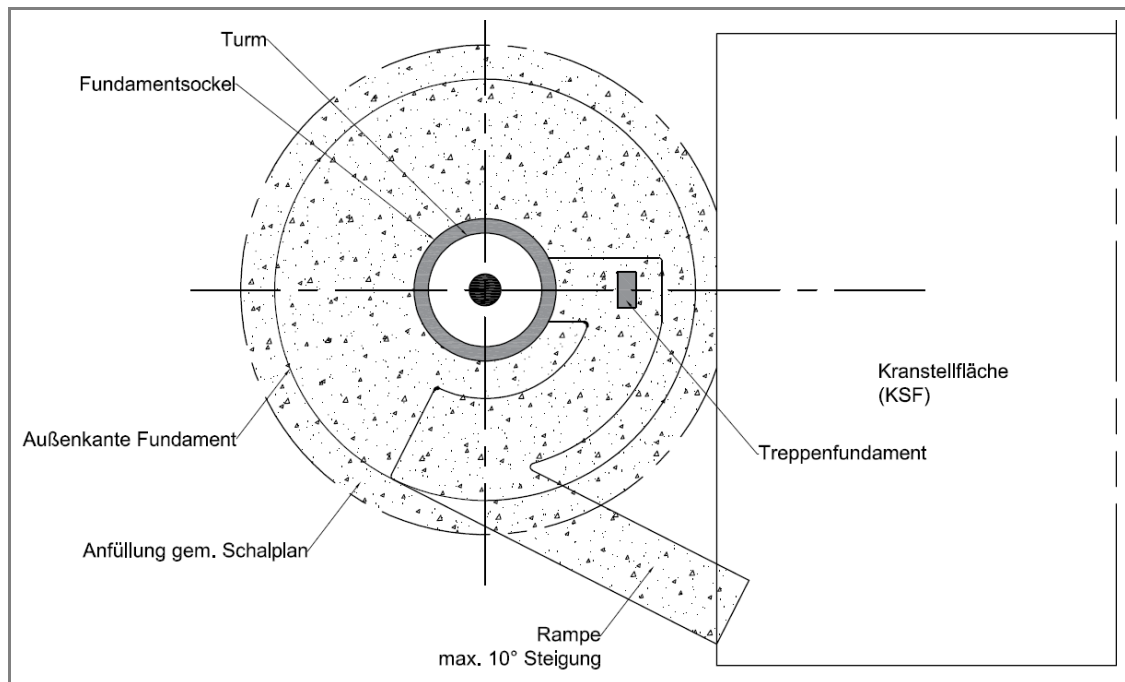 Turm
Fundamentsockel
Kranstellfläche
(KSF)
Außenkante Fundament
Treppenfundament
Anfüllung gem. Schalplan
Rampe
max. 10° Steigung